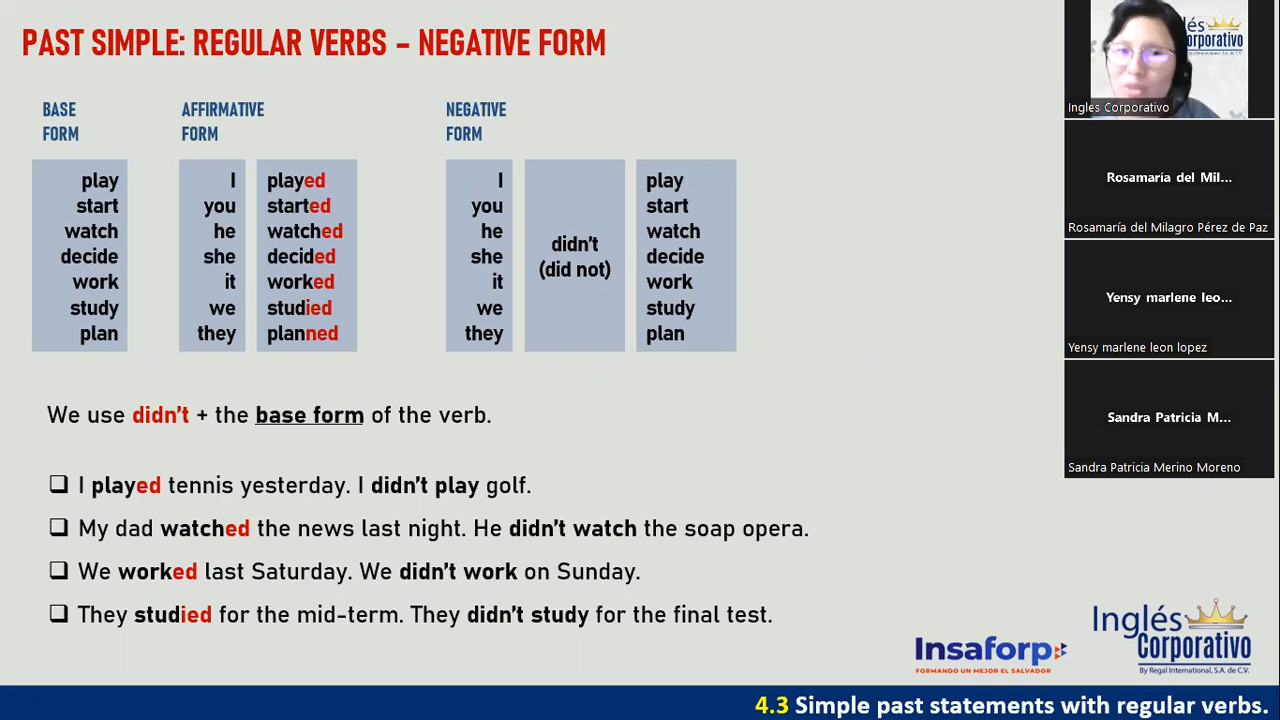 PAST SIMPLE: REGULAR VERBS – NEGATIVE FORM
BASE
FORM
AFFIRMATIVE
FORM
NEGATIVE
FORM
play
start
watch
decide
work
study
plan
I
you
he
she
it
we
they
played
started
watched
decided
worked
studied
planned
I
you
he
she
it
we
they
didn't
(did not)
play
start
watch
decide
work
study
plan
We use didn't + the base form of the verb.
❑ I played tennis yesterday. I didn't play golf.
❑ My dad watched the news last night. He didn't watch the soap opera.
❑ We worked last Saturday. We didn't work on Sunday.
❑ They studied for the mid-term. They didn't study for the final test.
Insaforp
FORMANDO UN MEJOR EL SALVADOR
Inglés
Corporativo
By Regal International, S.A. de C.V.
4.3 Simple past statements with regular verbs.
Corporativo
Ingles Corporativo
Rosamaría del Mil...
Rosamaría del Milagro Pérez de Paz
Yensy marlene leo...
Yensy marlene leon lopez
Sandra Patricia M...
Sandra Patricia Merino Moreno